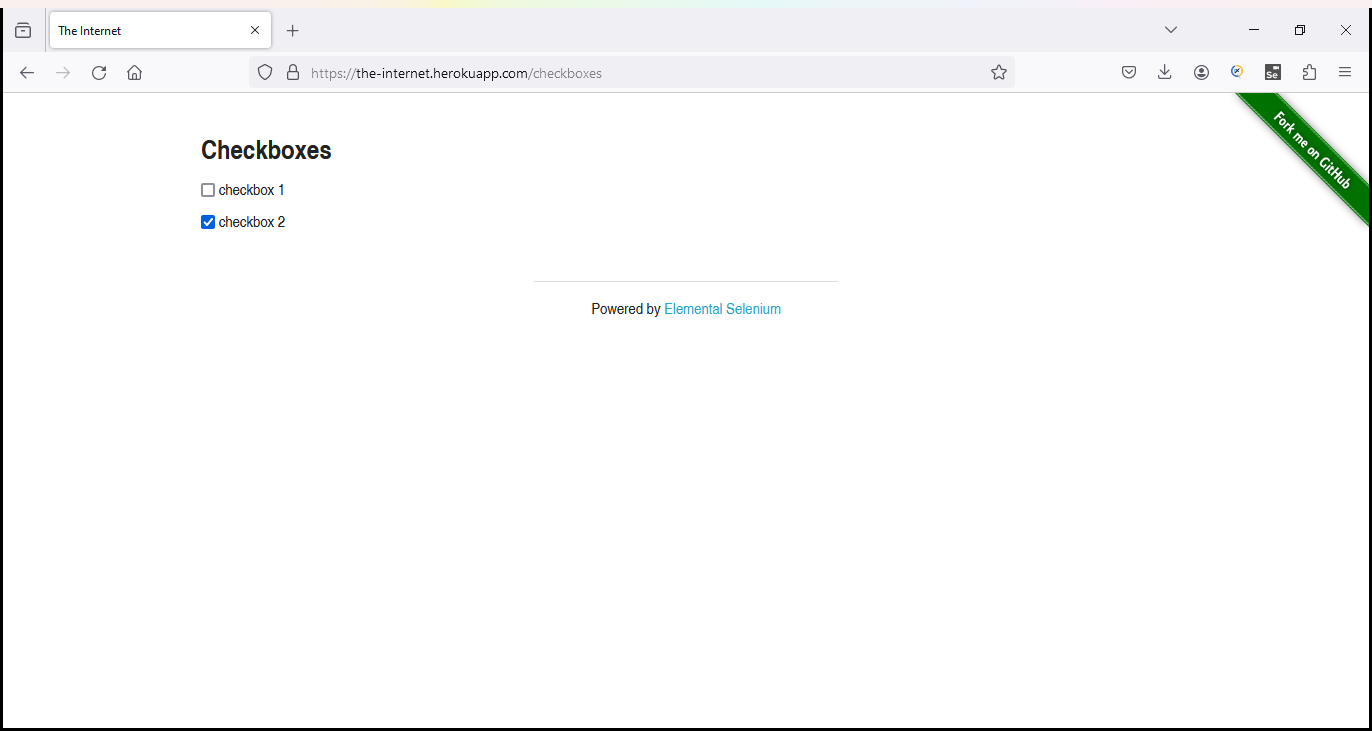 The Internet
https://the-internet.herokuapp.com/checkboxes
Se
Fork me on GitHub
Checkboxes
checkbox 1
checkbox 2
Powered by Elemental Selenium